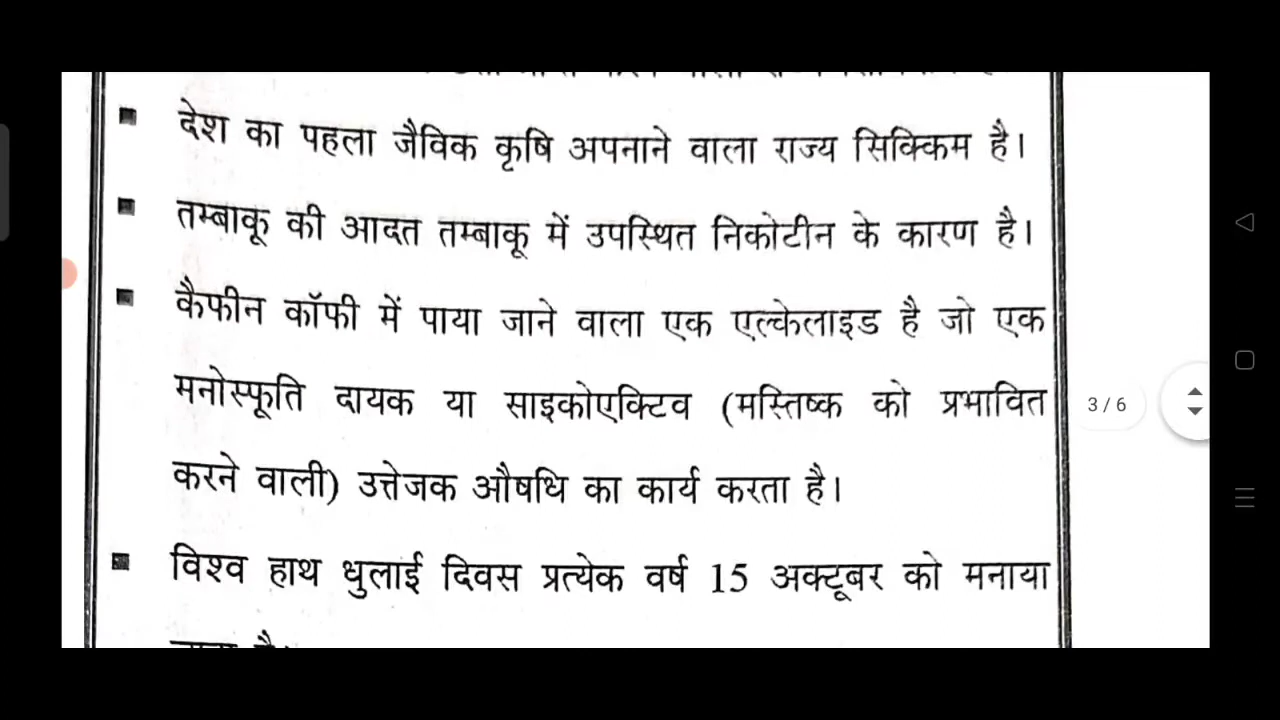 देश का पहला जैविक कृषि अपनाने वाला राज्य सिक्किम है।
तम्बाकू की आदत तम्बाकू में उपस्थित निकोटीन के कारण है।
कैफीन कॉफी में पाया जाने वाला एक एल्केलाइड है जो एक
मनोस्फूति दायक या साइकोएक्टिव (मस्तिष्क को प्रभावित
3 / 6
करने वाली) उत्तेजक औषधि का कार्य करता है।
विश्व हाथ धुलाई दिवस प्रत्येक वर्ष 15 अक्टूबर को मनाया